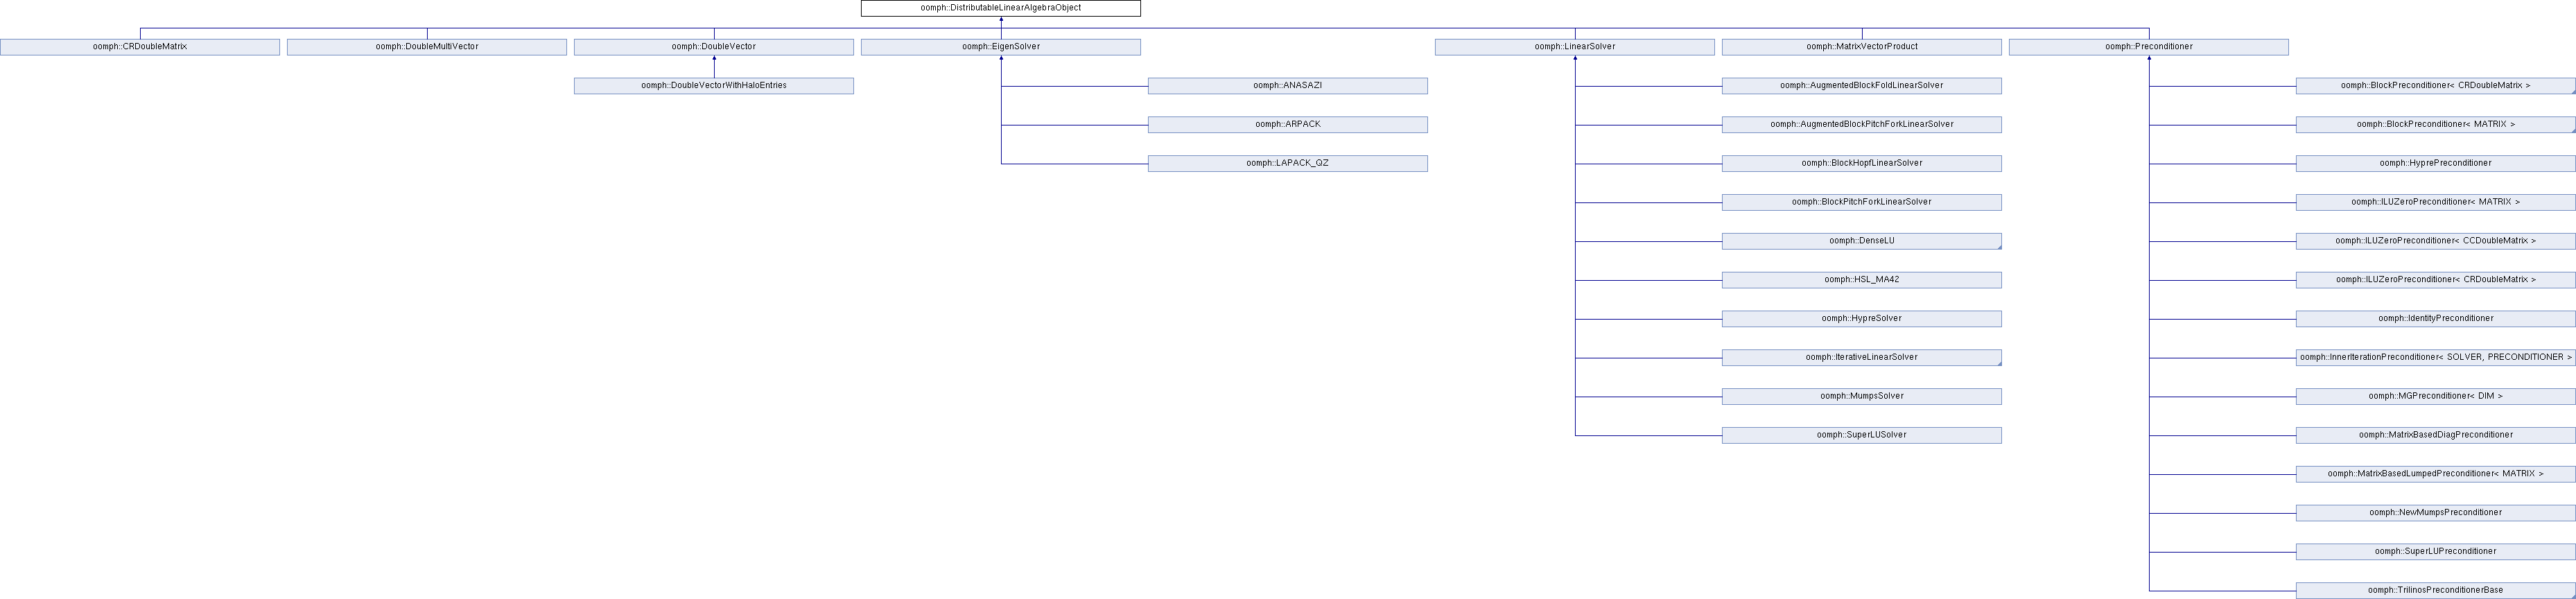 oomph::DistributableLinearAlgebraObject
oomph::CRDoubleMatrix
oomph::DoubleMultiVector
oomph::DoubleVector
oomph::EigenSolver
oomph::LinearSolver
oomph::MatrixVectorProduct
oomph::Preconditioner
oomph::DoubleVectorWithHaloEntries
oomph::ANASAZI
oomph::ARPACK
oomph::LAPACK_QZ
oomph::AugmentedBlockFoldLinearSolver
oomph::AugmentedBlockPitchForkLinearSolver
oomph::BlockHopfLinearSolver
oomph::BlockPitchForkLinearSolver
oomph::DenseLU
oomph::HSL_MA42
oomph::HypreSolver
oomph::IterativeLinearSolver
oomph::MumpsSolver
oomph::SuperLUSolver
oomph::BlockPreconditioner< CRDoubleMatrix >
oomph::BlockPreconditioner< MATRIX >
oomph::HyprePreconditioner
oomph::ILUZeroPreconditioner< MATRIX >
oomph::ILUZeroPreconditioner< CCDoubleMatrix >
oomph::ILUZeroPreconditioner< CRDoubleMatrix >
oomph::IdentityPreconditioner
oomph::InnerIterationPreconditioner< SOLVER, PRECONDITIONER >
oomph::MGPreconditioner< DIM >
oomph::MatrixBasedDiagPreconditioner
oomph::MatrixBasedLumpedPreconditioner< MATRIX >
oomph::NewMumpsPreconditioner
oomph::SuperLUPreconditioner
oomph::TrilinosPreconditionerBase